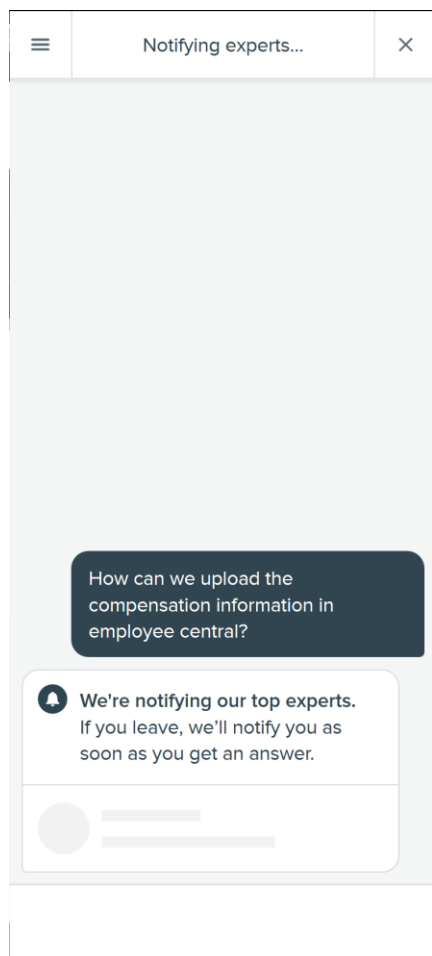 Notifying experts...
How can we upload the
compensation information in
employee central?
We're notifying our top experts.
If you leave, we’ll notify you as
soon as you get an answer.